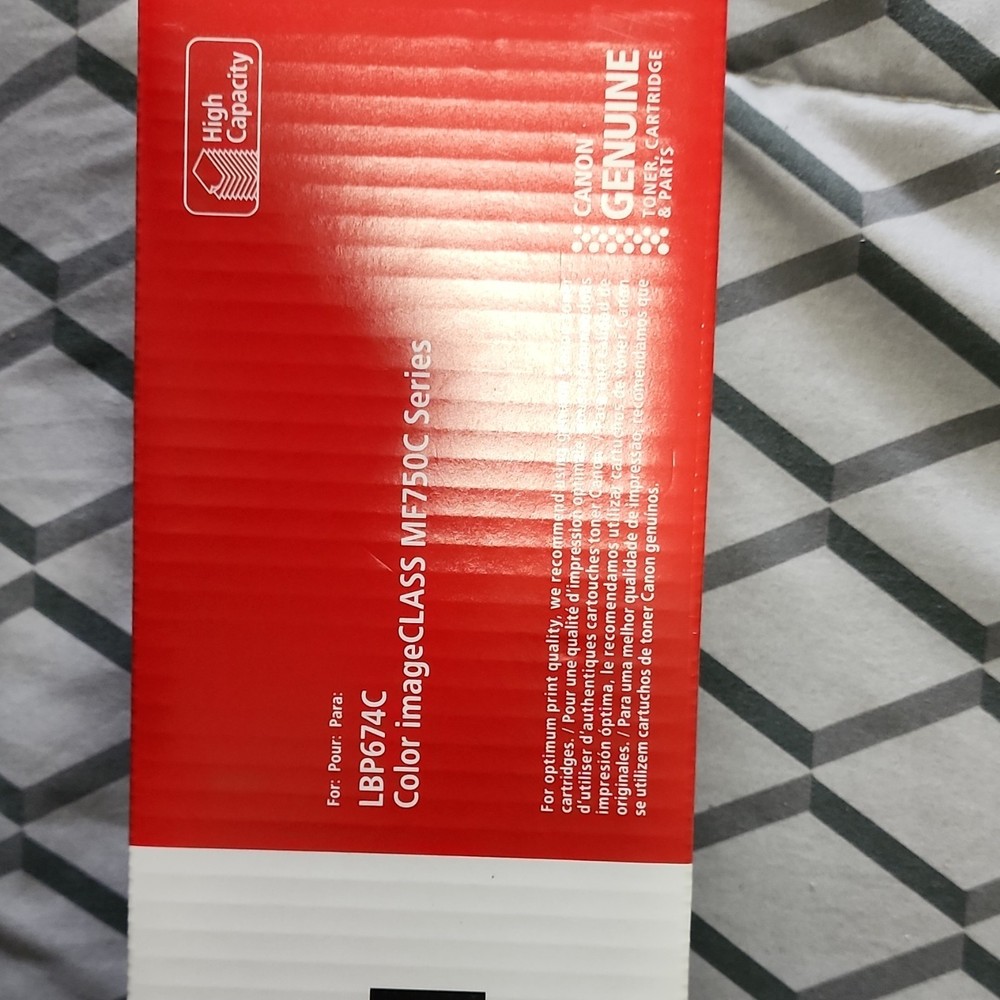 High
Capacity
CANON
GENUINE
TONER, CARTRIDGE
& PARTS
For: Pour: Para:
LBP674C
Color imageCLASS MF750C Series
For optimum print quality, we recommend using
cartridges. / Pour une qualité d'impression optimale
d'utiliser d'authentiques cartouches toner Canon.
impresión óptima, le recomendamos utilizar cartuchos de toner Canon
originales. / Para uma melhor qualidade de impressão, recomendamos que
se utilizem cartuchos de toner Canon genuínos.